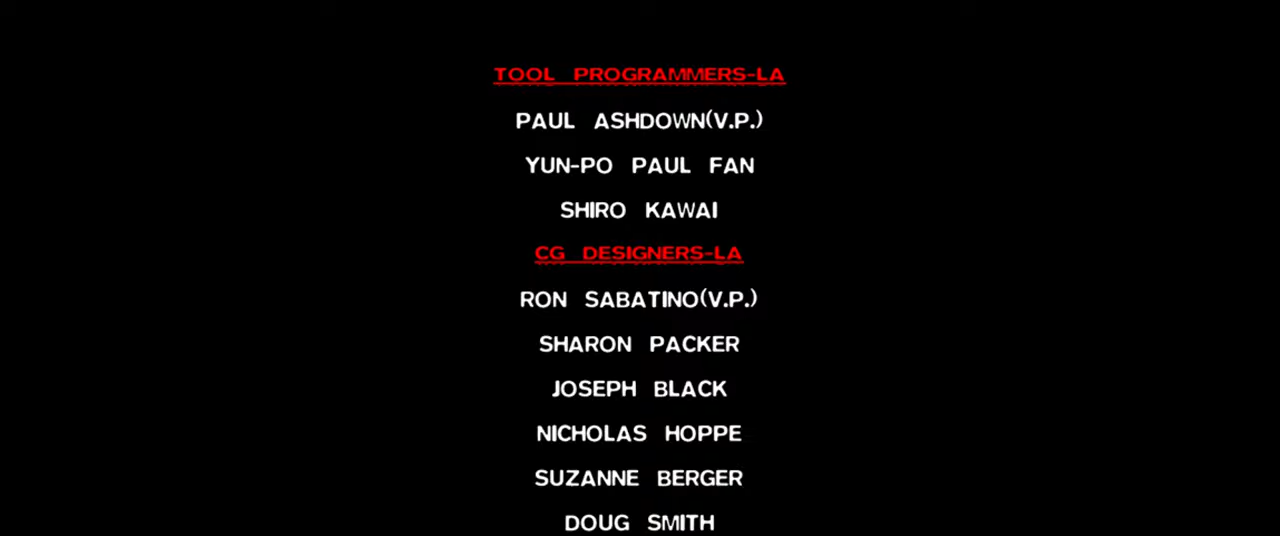 TOOL PROGRAMMERS-LA
PAUL ASHDOWN(V.P.)
YUN-PO PAUL FAN
SHIRO KAWAI
CG DESIGNERS-LA
RON SABATINO(V.P.)
SHARON PACKER
JOSEPH BLACK
NICHOLAS HOPPE
SUZANNE BERGER
DOUG SMITH